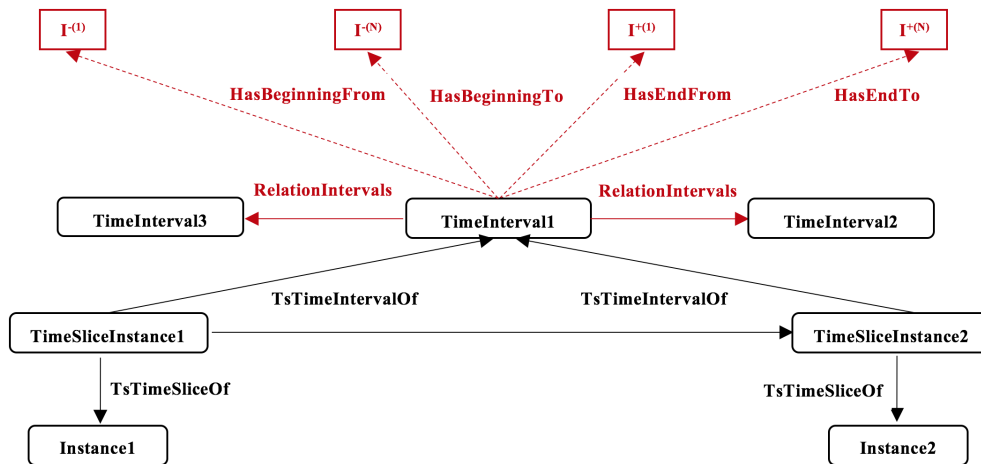 I-(1)
I-(N)
I+(1)
I+(N)
HasBeginningFrom
HasBeginningTo
HasEndFrom
HasEndTo
RelationIntervals
RelationIntervals
TimeInterval3
TimeInterval1
TimeInterval2
TsTimeIntervalOf
TsTimeIntervalOf
TimeSliceInstance1
TimeSliceInstance2
TsTimeSliceOf
TsTimeSliceOf
Instance1
Instance2